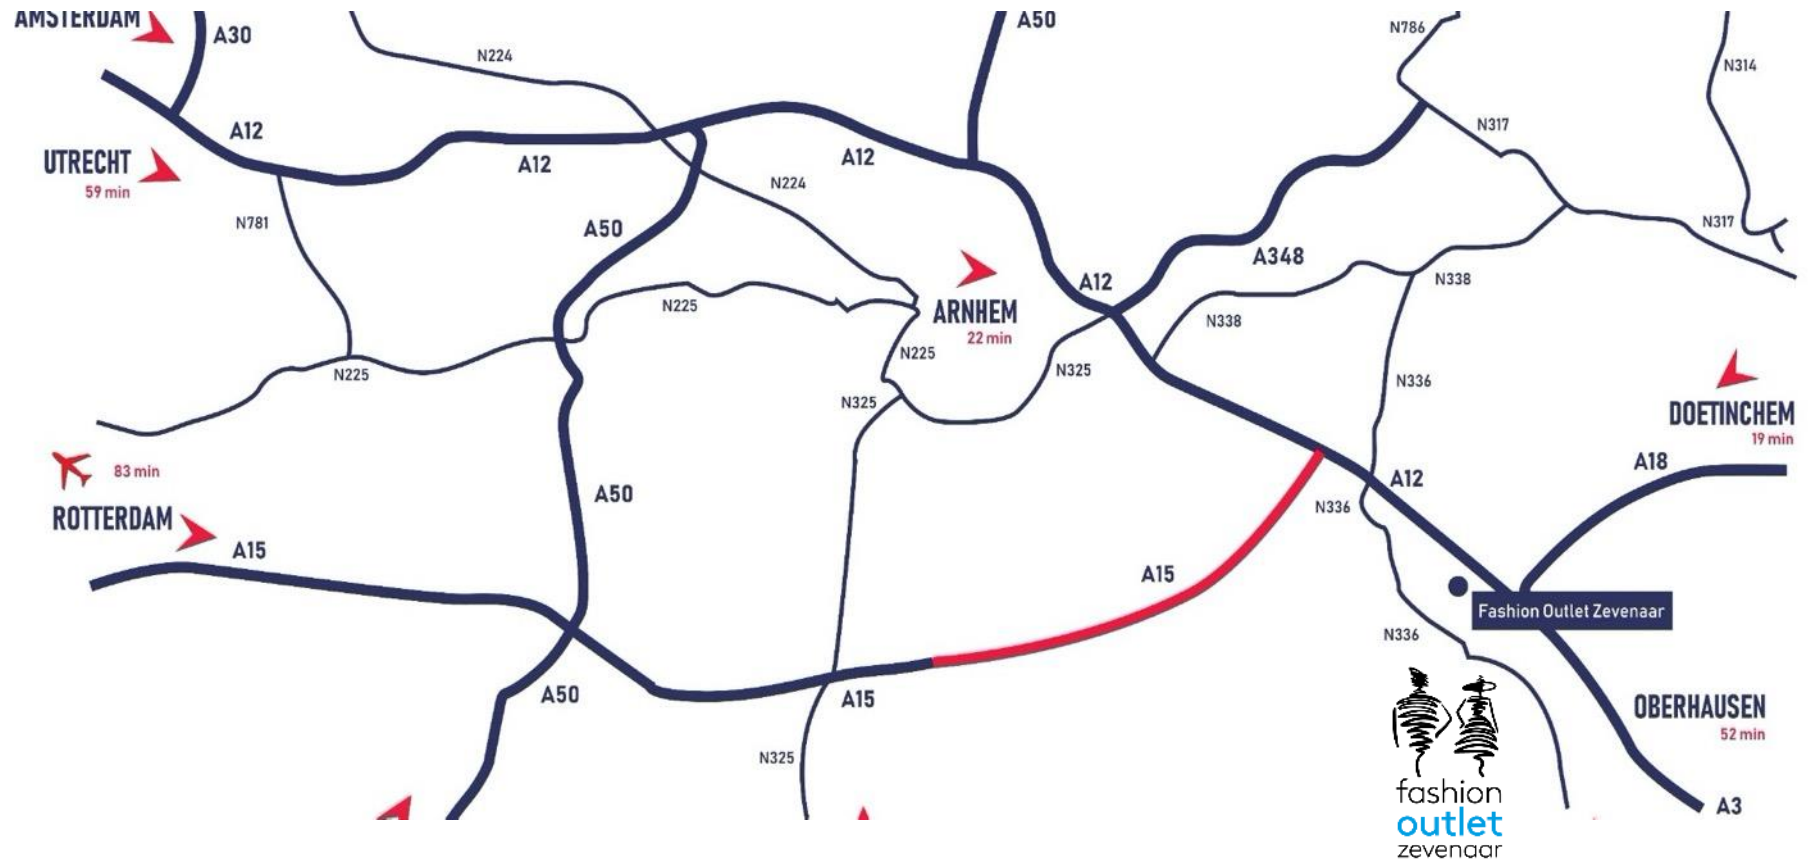 AMSTERDAM
A30
A50
N786
N224
N314
A12
N317
UTRECHT
59 min
A12
A12
N224
N781
A50
N317
A348
A12
N338
N225
ARNHEM
22 min
N338
N225
N225
N325
N336
N325
DOETINCHEM
19 min
83 min
A18
A12
A50
N336
ROTTERDAM
A15
A15
Fashion Outlet Zevenaar
N336
A50
A15
OBERHAUSEN
52 min
N325
A3
fashion
outlet
zevenaar